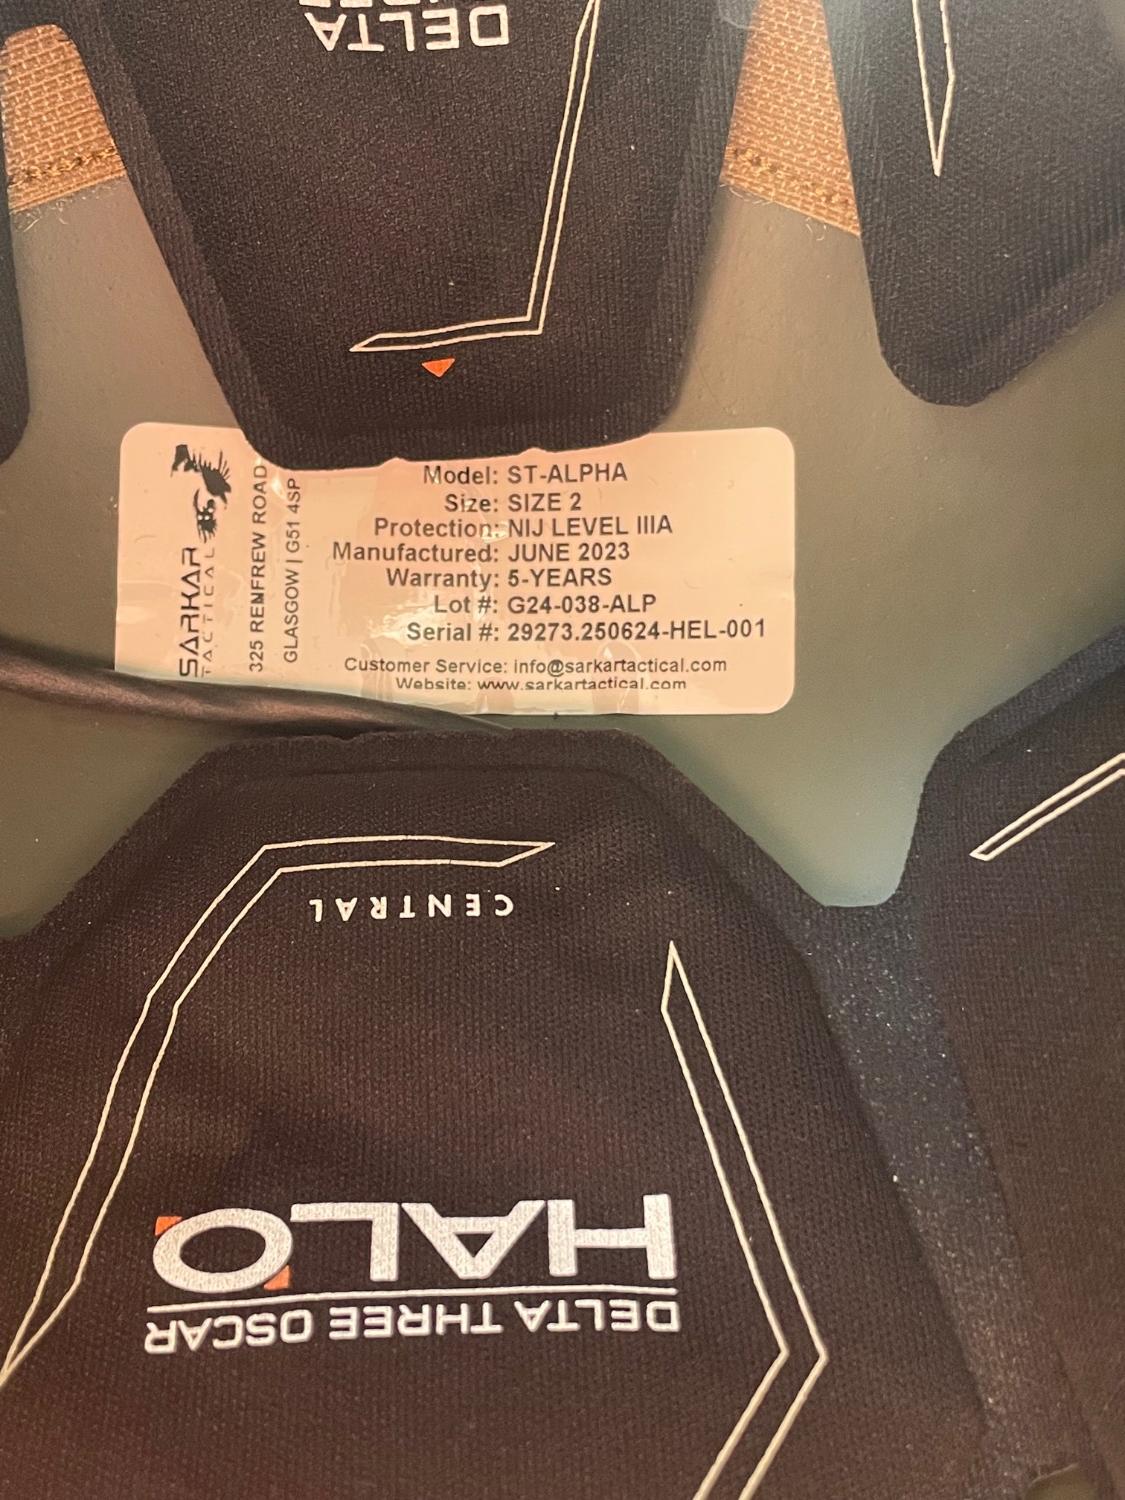 DELTA
SARKAR
TACTICAL
325 RENFREW ROAD
GLASGOW | G51 4SP
Model: ST-ALPHA
Size: SIZE 2
Protection: NIJ LEVEL IIIA
Manufactured: JUNE 2023
Warranty: 5-YEARS
Lot #: G24-038-ALP
Serial #: 29273.250624-HEL-001
Customer Service: info@sarkartactical.com
Website: www.sarkartactical.com
CENTRAL
HALO
DELTA THREE OSCAR